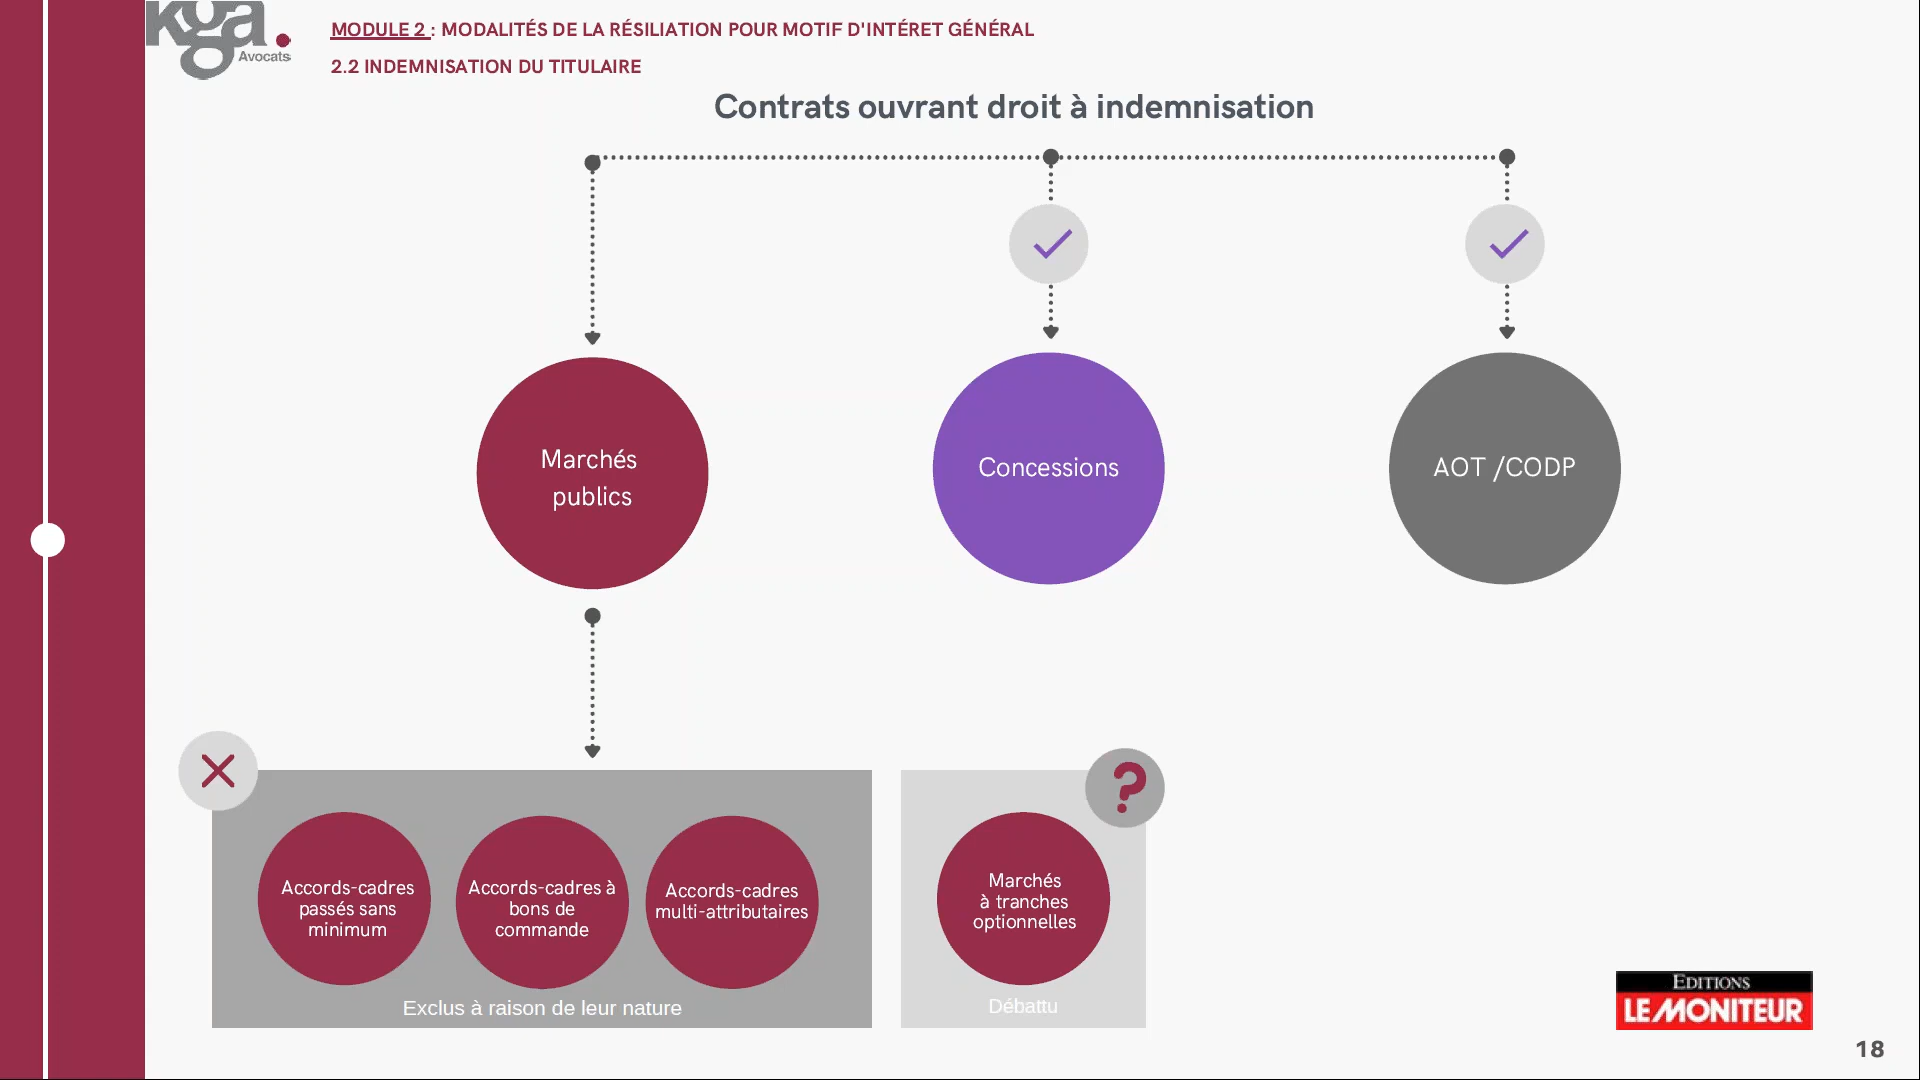 kga.
Avocats
MODULE 2 : MODALITÉS DE LA RÉSILIATION POUR MOTIF D'INTÉRET GÉNÉRAL
2.2 INDEMNISATION DU TITULAIRE
Contrats ouvrant droit à indemnisation
Marchés
publics
Concessions
AOT /CODP
?
Accords-cadres
passés sans
minimum
Accords-cadres à
bons de
commande
Accords-cadres
multi-attributaires
Marchés
à tranches
optionnelles
Exclus à raison de leur nature
Débattu
EDITIONS
LE MONITEUR
18